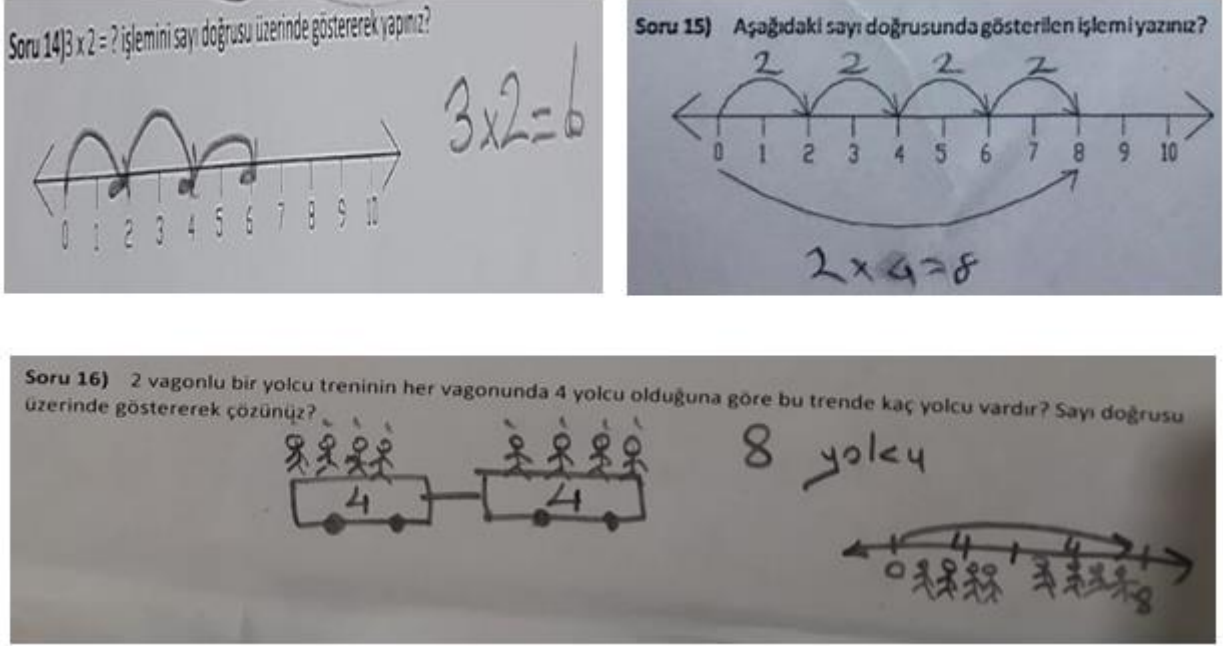 Soru 14)3 x 2 = ? işlemini sayı doğrusu üzerinde göstererek yapınız?
3x2=6
0 1 2 3 4 5 6 7 8 9 10
Soru 15) Aşağıdaki sayı doğrusunda gösterilen işlemi yazınız?
2 2 2 2
0 1 2 3 4 5 6 7 8 9 10
2 x 4 = 8
Soru 16) 2 vagonlu bir yolcu treninin her vagonunda 4 yolcu olduğuna göre bu trende kaç yolcu vardır? Sayı doğrusu
üzerinde göstererek çözünüz?
4 4
8 yolcu
4 4
0 8